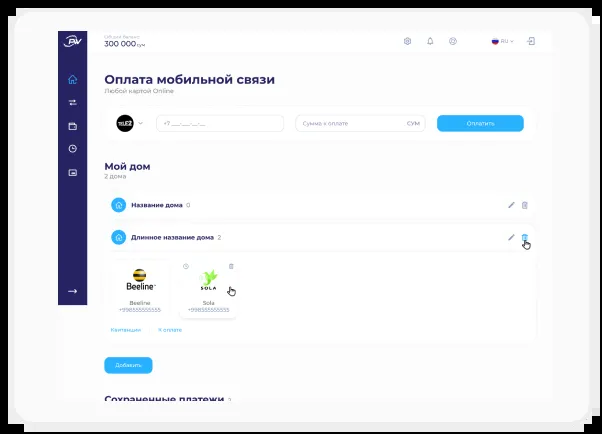 Общий баланс
300 000 сум
RU
Оплата мобильной связи
Любой картой Online
TELE2
+7 ___-___-__-__
Сумма к оплате
СУМ
Оплатить
Мой дом
2 дома
Название дома 0
Длинное название дома 2
Beeline
SOLA
Beeline
Sola
+998555555555
+998555555555
Квитанции
К оплате
Добавить
Сохраненные платежи